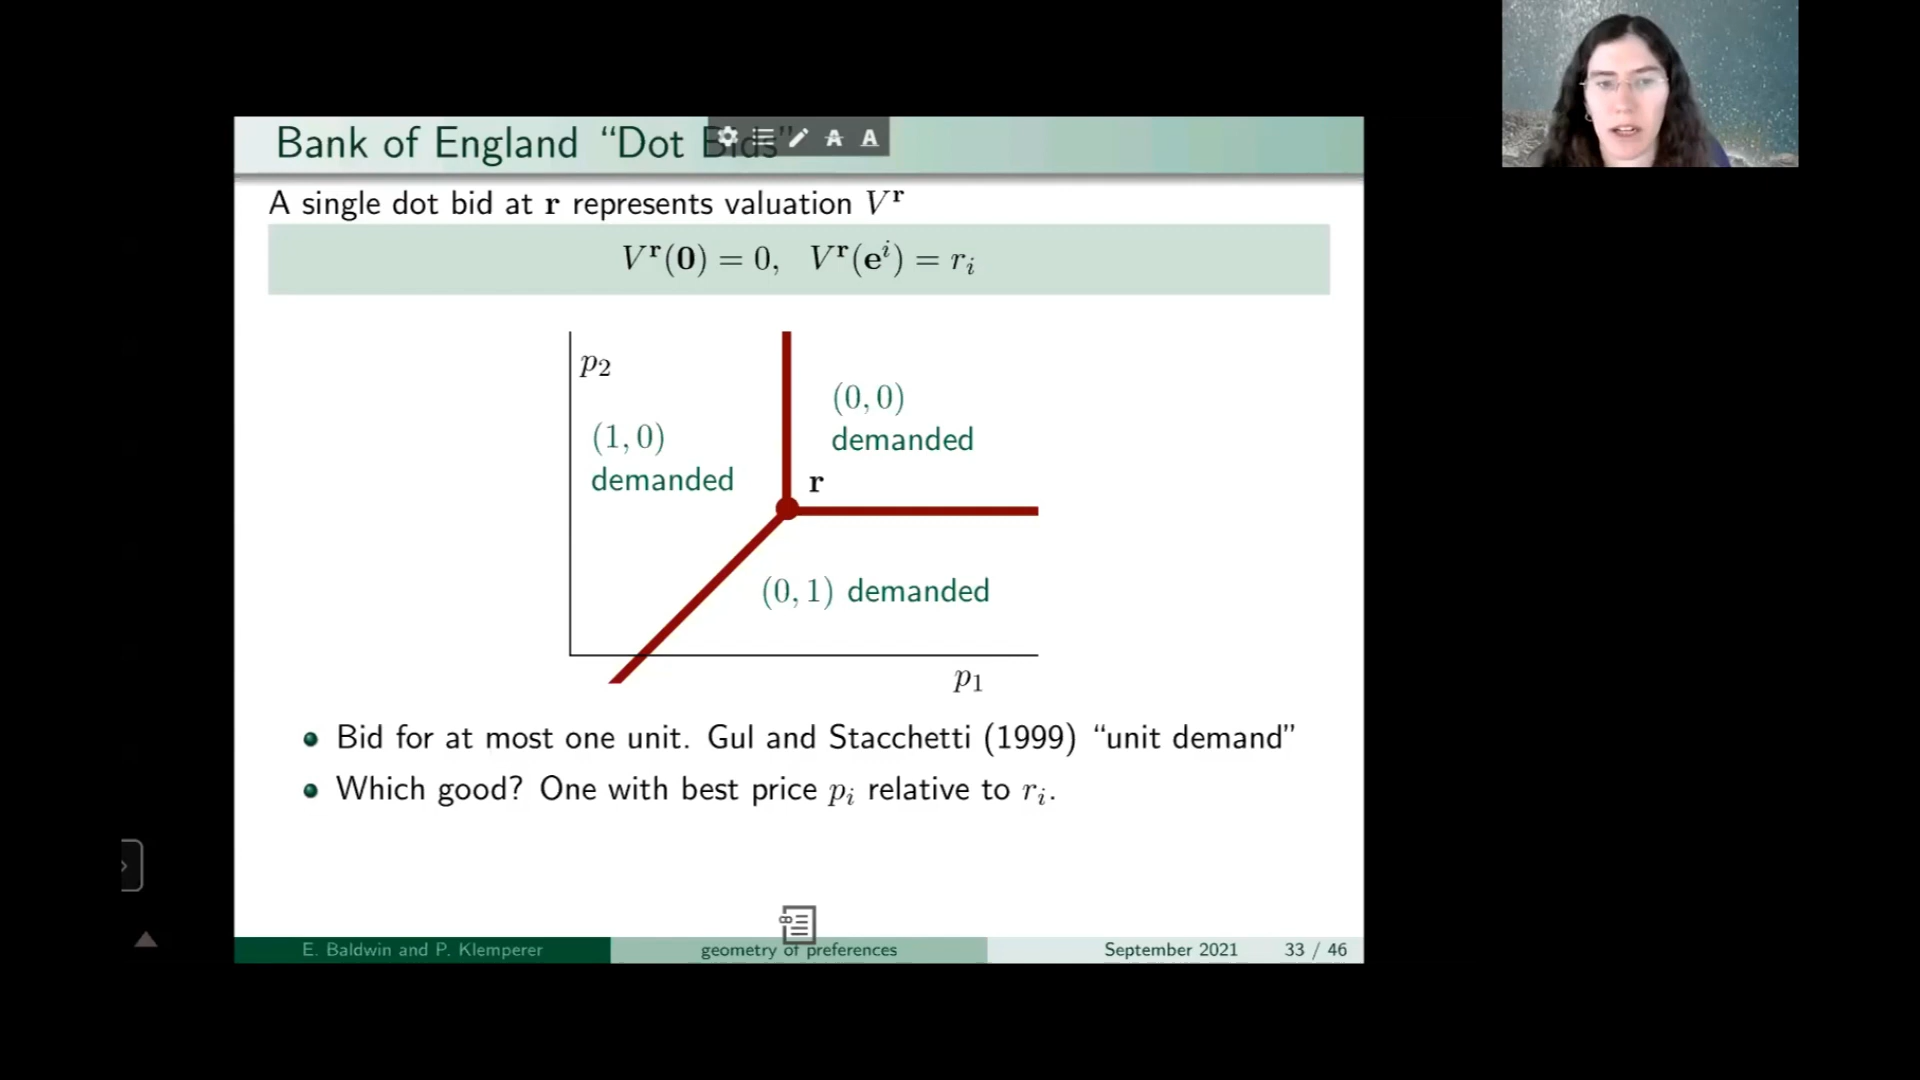 Bank of England “Dot Bids”
A single dot bid at r represents valuation V^r
V^r(0) = 0, V^r(e^i) = r_i
p_2
(0, 0)
demanded
(1, 0)
demanded
r
(0, 1) demanded
p_1
Bid for at most one unit. Gul and Stacchetti (1999) “unit demand”
Which good? One with best price p_i relative to r_i.
E. Baldwin and P. Klemperer
geometry of preferences
September 2021
33 / 46